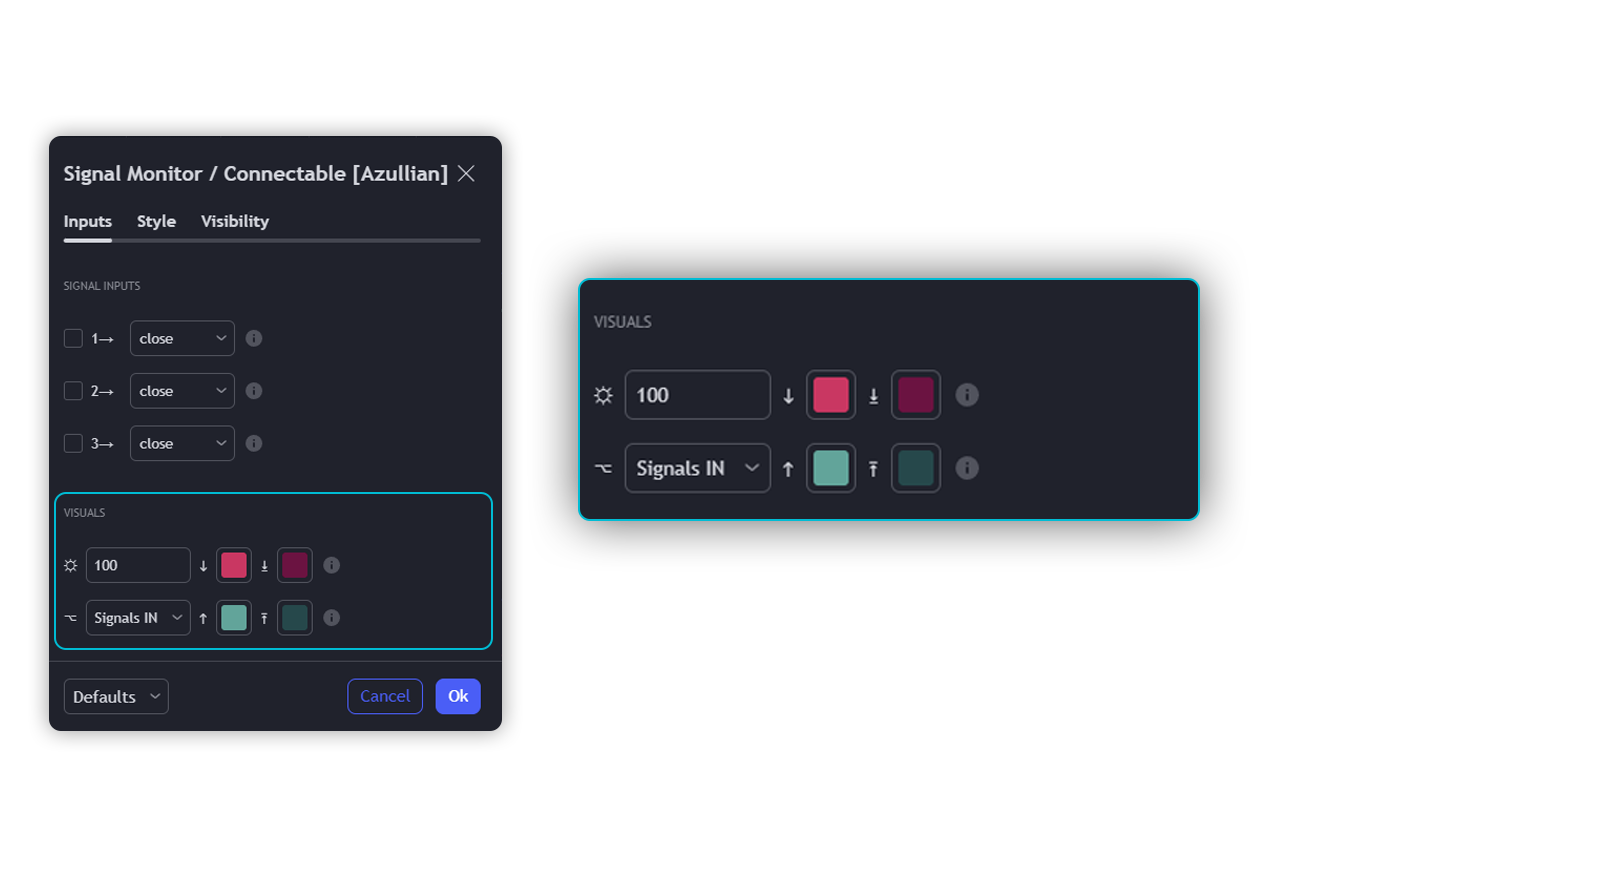 Signal Monitor / Connectable [Azullian]
Inputs Style Visibility
SIGNAL INPUTS
1→ close
2→ close
3→ close
VISUALS
100 ↓ ↓
Signals IN ↑ ↑
Defaults Cancel Ok
VISUALS
100 ↓ ↓
Signals IN ↑ ↑